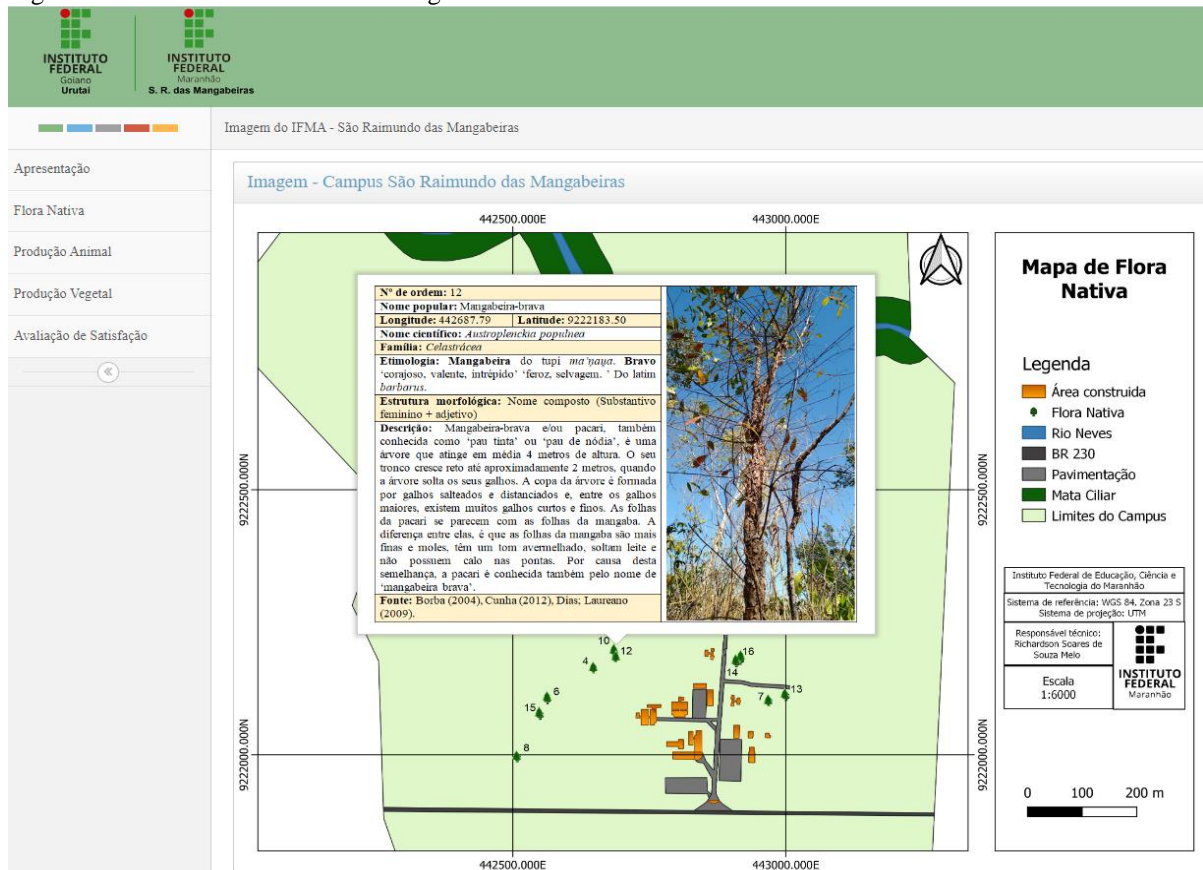 INSTITUTO
FEDERAL
Goiano
Urutaí
INSTITUTO
FEDERAL
Maranhão
S. R. das Mangabeiras
Imagem do IFMA - São Raimundo das Mangabeiras
Apresentação
Flora Nativa
Produção Animal
Produção Vegetal
Avaliação de Satisfação
Imagem - Campus São Raimundo das Mangabeiras
442500.000E
443000.000E
Nº de ordem: 12
Nome popular: Mangabeira-brava
Longitude: 442687.79 Latitude: 9222183.50
Nome científico: Austroplenckia populnea
Família: Celastrácea
Etimologia: Mangabeira do tupi ma'ŋaƞa. Bravo
‘corajoso, valente, intrépido’ ‘feroz, selvagem. ’ Do latim
barbarus.
Estrutura morfológica: Nome composto (Substantivo
feminino + adjetivo)
Descrição: Mangabeira-brava e/ou pacari, também
conhecida como ‘pau tinta’ ou ‘pau de nódia’, é uma
árvore que atinge em média 4 metros de altura. O seu
tronco cresce reto até aproximadamente 2 metros, quando
a árvore solta os seus galhos. A copa da árvore é formada
por galhos salteados e distanciados e, entre os galhos
maiores, existem muitos galhos curtos e finos. As folhas
da pacari se parecem com as folhas da mangaba. A
diferença entre elas, é que as folhas da mangaba são mais
finas e moles, têm um tom avermelhado, soltam leite e
não possuem calo nas pontas. Por causa desta
semelhança, a pacari é conhecida também pelo nome de
‘mangabeira brava’.
Fonte: Borba (2004), Cunha (2012), Dias; Laureano
(2009).
9222500.000N
9222500.000N
10
12
4
6
15
8
16
14
13
7
9222000.000N
9222000.000N
442500.000E
443000.000E
Mapa de Flora
Nativa
Legenda
Área construida
Flora Nativa
Rio Neves
BR 230
Pavimentação
Mata Ciliar
Limites do Campus
Instituto Federal de Educação, Ciência e
Tecnologia do Maranhão
Sistema de referência: WGS 84, Zona 23 S
Sistema de projeção: UTM
Responsável técnico:
Richardson Soares de
Souza Melo
Escala
1:6000
INSTITUTO
FEDERAL
Maranhão
0 100 200 m